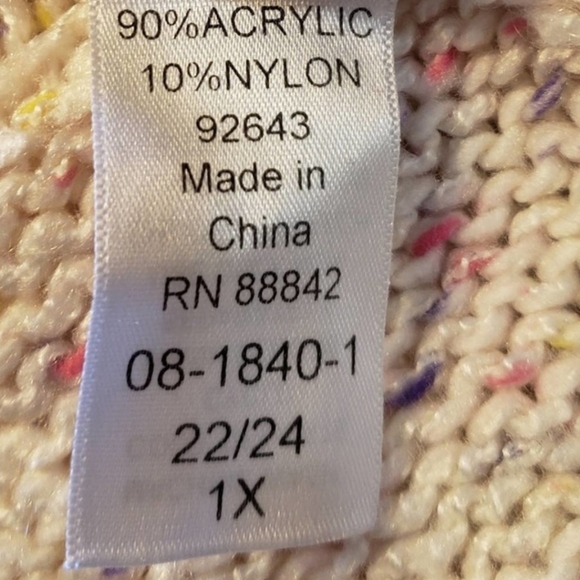 90%ACRYLIC
10%NYLON
92643
Made in
China
RN 88842
08-1840-1
22/24
1X